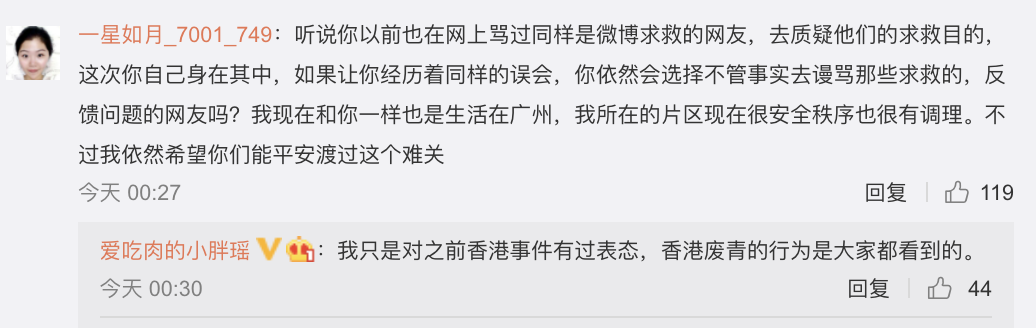 一星如月_7001_749：听说你以前也在网上骂过同样是微博求救的网友，去质疑他们的求救目的，
这次你自己身在其中，如果让你经历着同样的误会，你依然会选择不管事实去谩骂那些求救的，反
馈问题的网友吗？我现在和你一样也是生活在广州，我所在的片区现在很安全秩序也很有调理。不
过我依然希望你们能平安渡过这个难关
今天 00:27 回复 119
爱吃肉的小胖瑶：我只是对之前香港事件有过表态，香港废青的行为是大家都看到的。
今天 00:30 回复 44